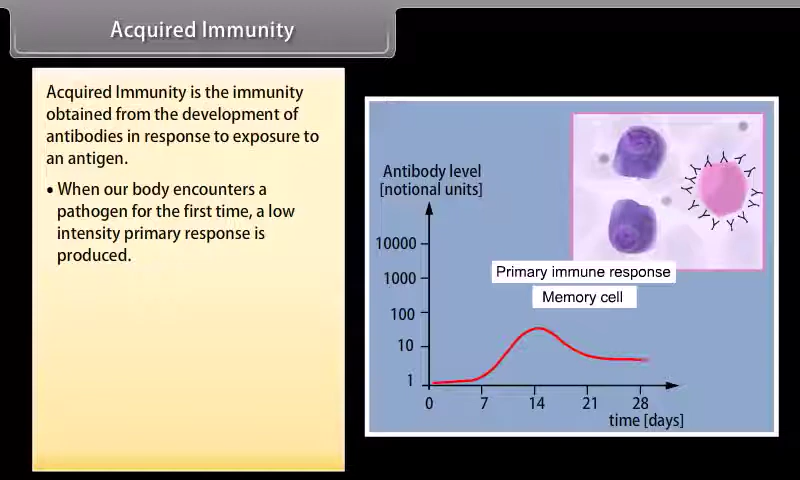 Acquired Immunity
Acquired Immunity is the immunity
obtained from the development of
antibodies in response to exposure to
an antigen.
• When our body encounters a
pathogen for the first time, a low
intensity primary response is
produced.
Antibody level
[notional units]
10000
1000
100
10
1
Primary immune response
Memory cell
0 7 14 21 28
time [days]